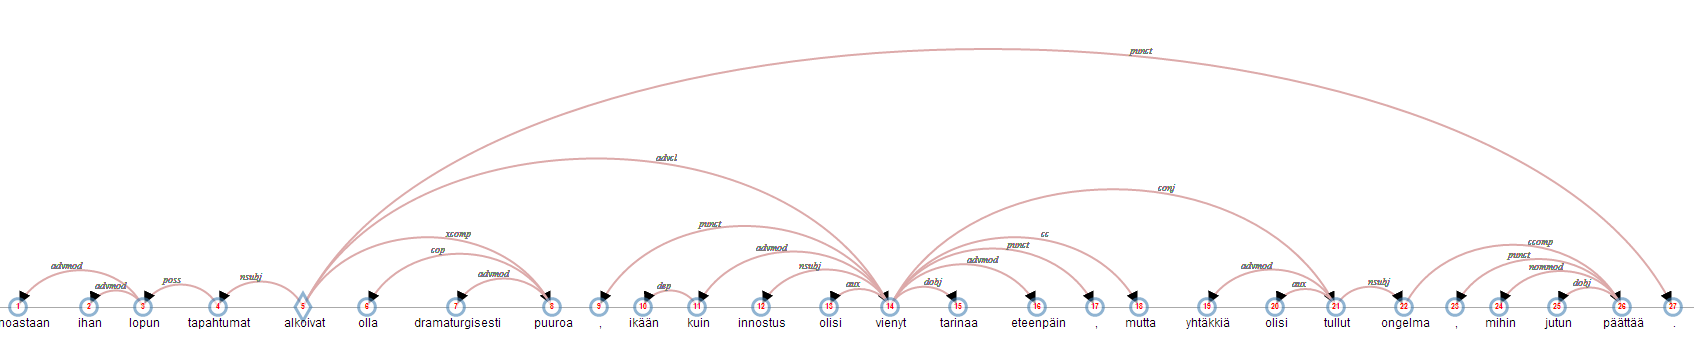 punct
advcl
conj
punct
xcomp
cc
cop
advmod
punct
ccomp
punct
advmod
poss
nsubj
advmod
nsubj
advmod
advmod
nommod
advmod
dep
aux
dobj
aux
nsubj
dobj
1 2 3 4 5 6 7 8 9 10 11 12 13 14 15 16 17 18 19 20 21 22 23 24 25 26 27
noastaan ihan lopun tapahtumat alkoivat olla dramaturgisesti puuroa , ikään kuin innostus olisi vienyt tarinaa eteenpäin , mutta yhtäkkiä olisi tullut ongelma , mihin jutun päättää .